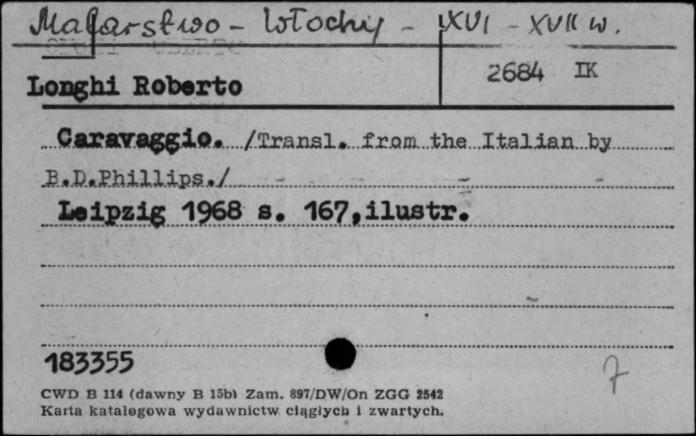 Malarstwo - Włochy - XVI - XVII w.
Longhi Roberto
2684 IK
Caravaggio. /Transl. from the Italian by
B.D.Phillips./
Leipzig 1968 s. 167,ilustr.
183355
7
CWD B 114 (dawny B 15b) Zam. 897/DW/On ZGG 2542
Karta katalogowa wydawnictw ciągłych i zwartych.